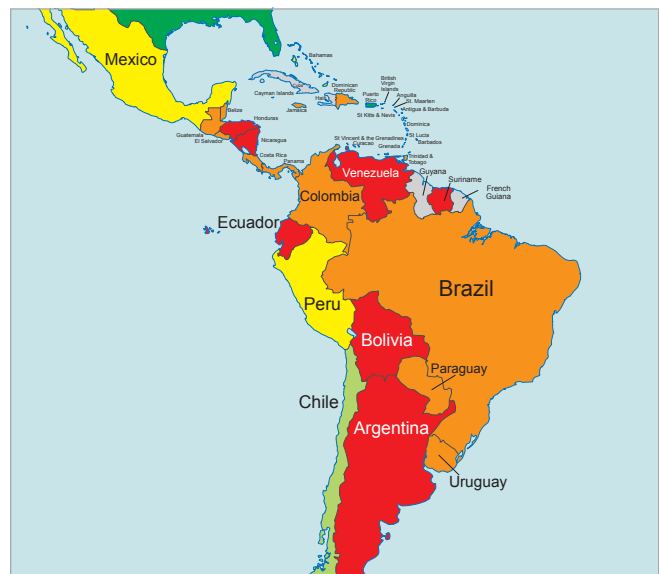 Mexico
Bahamas
Cuba
Cayman Islands
Dominican
Republic
Haiti
Jamaica
Puerto
Rico
British
Virgin
Islands
Anguilla
St. Maarten
Antigua & Barbuda
St Kitts & Nevis
Dominica
St Lucia
Barbados
St Vincent & the Grenadines
Curacao
Grenada
Trinidad &
Tobago
Belize
Honduras
Guatemala
El Salvador
Nicaragua
Costa Rica
Panama
Venezuela
Guyana
Suriname
French
Guiana
Colombia
Ecuador
Peru
Brazil
Bolivia
Paraguay
Chile
Argentina
Uruguay